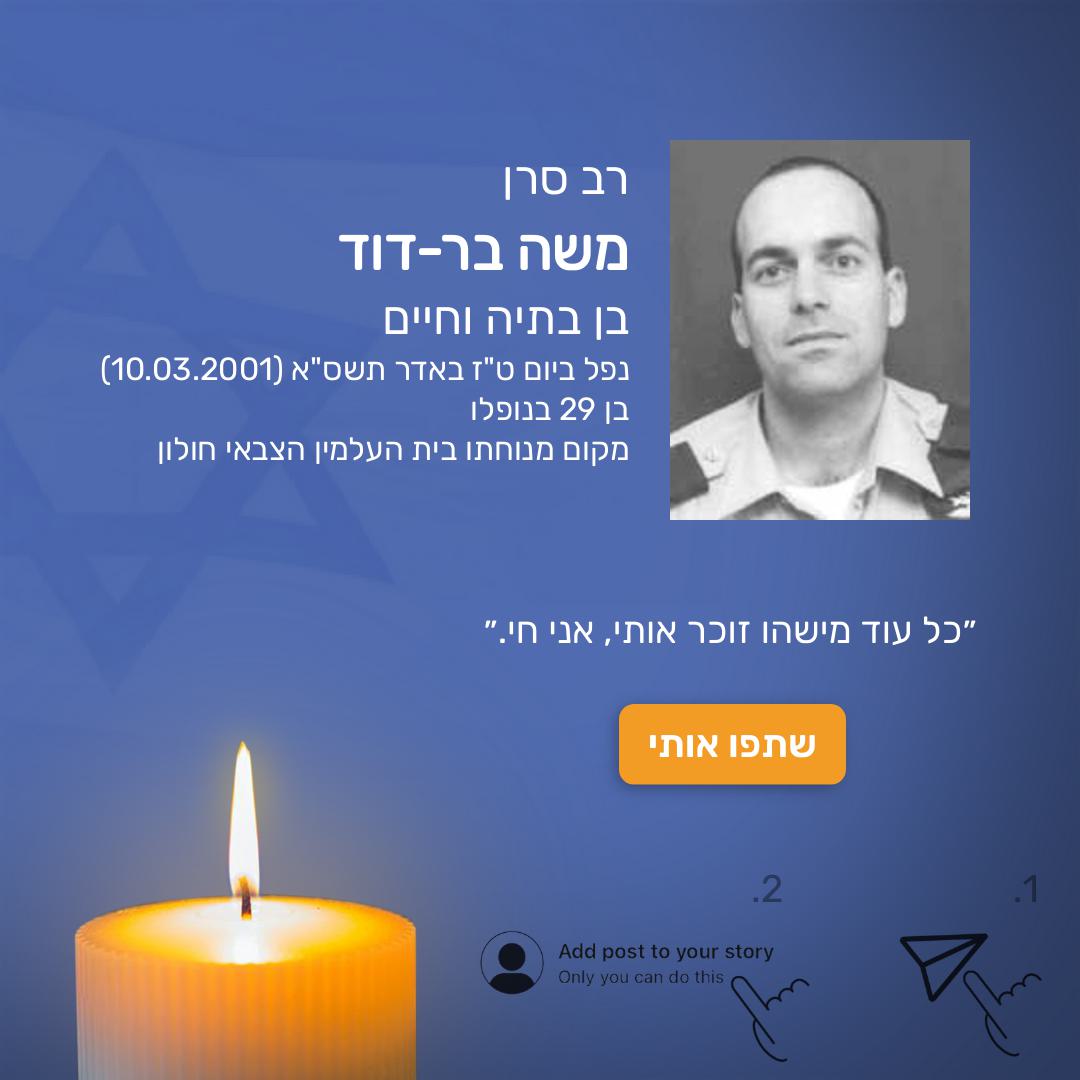 רב סרן
משה בר-דוד
בן בתיה וחיים
נפל ביום ט"ז באדר תשס"א (10.03.2001)
בן 29 בנופלו
מקום מנוחתו בית העלמין הצבאי חולון
״כל עוד מישהו זוכר אותי, אני חי.״
שתפו אותי
.1
.2
Add post to your story
Only you can do this